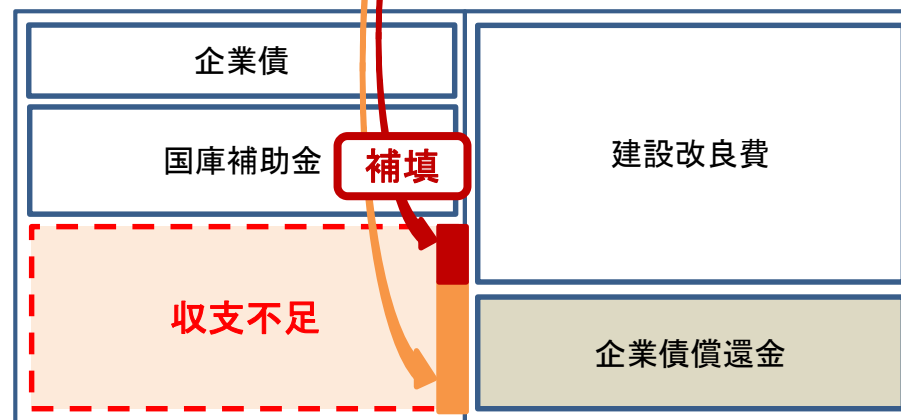 企業債
国庫補助金
補填
建設改良費
収支不足
企業債償還金